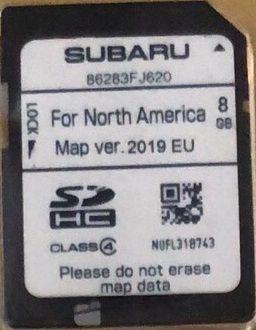 SUBARU
86283FJ620
LOCK
For North America 8 GB
Map ver. 2019 EU
SD HC
CLASS 4
NUFL318743
Please do not erase
map data